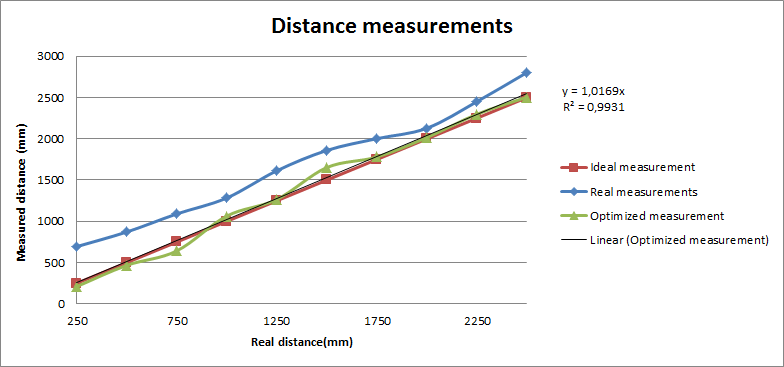 Distance measurements
3000
2500
2000
1500
1000
500
0
Measured distance (mm)
250
750
1250
1750
2250
Real distance(mm)
y = 1,0169x
R² = 0,9931
Ideal measurement
Real measurements
Optimized measurement
Linear (Optimized measurement)